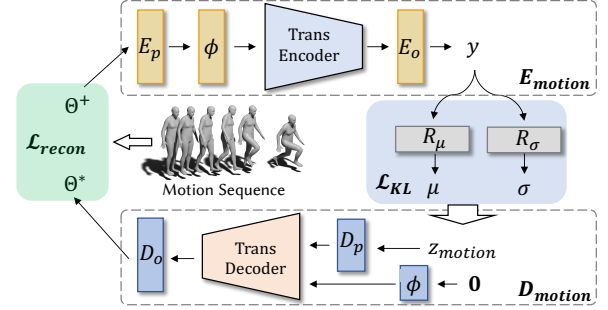 E_p ϕ Trans Encoder E_o y
E_motion
Θ⁺
ℒ_recon
Θ*
Motion Sequence
R_μ R_σ
ℒ_KL μ σ
D_o Trans Decoder D_p z_motion
ϕ 0 D_motion